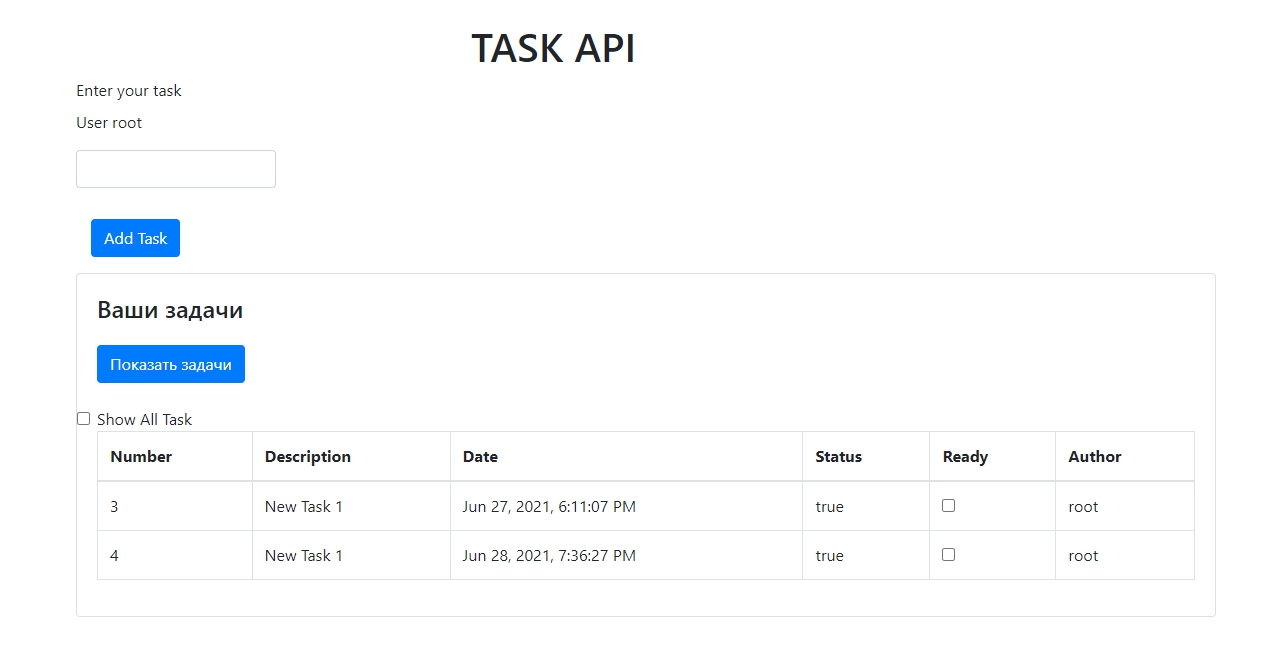 TASK API
Enter your task
User root
Add Task
Ваши задачи
Показать задачи
Show All Task
Number Description Date Status Ready Author
3 New Task 1 Jun 27, 2021, 6:11:07 PM true root
4 New Task 1 Jun 28, 2021, 7:36:27 PM true root